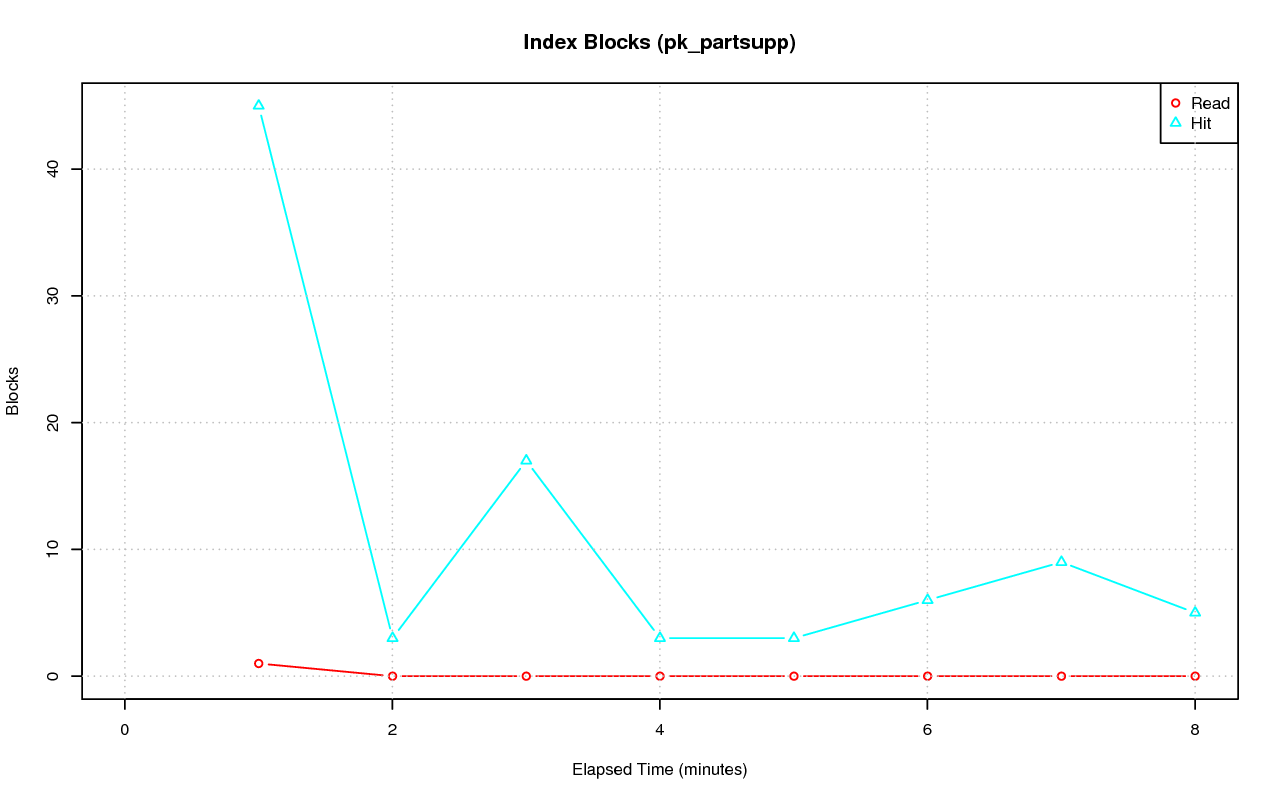 Index Blocks (pk_partsupp)
Read
Hit
40
30
20
10
0
Blocks
0 2 4 6 8
Elapsed Time (minutes)